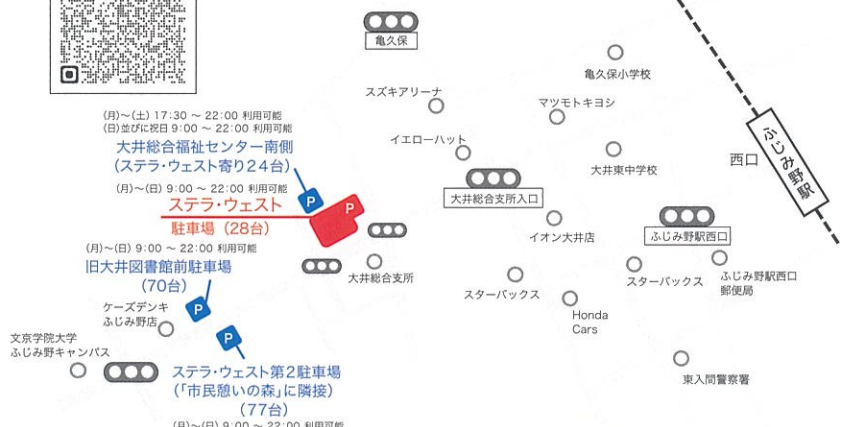 亀久保
亀久保小学校
スズキアリーナ
マツモトキヨシ
(月)～(土) 17:30 ～ 22:00 利用可能
(日)並びに祝日 9:00 ～ 22:00 利用可能
大井総合福祉センター南側
(ステラ・ウェスト寄り24台)
イエローハット
大井東中学校
西口
ふじみ野駅
(月)～(日) 9:00 ～ 22:00 利用可能
ステラ・ウェスト
駐車場 (28台)
P
P
大井総合支所入口
イオン大井店
ふじみ野駅西口
(月)～(日) 9:00 ～ 22:00 利用可能
旧大井図書館前駐車場
(70台)
P
大井総合支所
スターバックス
スターバックス
ふじみ野駅西口
郵便局
ケーズデンキ
ふじみ野店
Honda
Cars
文京学院大学
ふじみ野キャンパス
P
ステラ・ウェスト第2駐車場
(「市民憩いの森」に隣接)
(77台)
(月)～(日) 9:00 ～ 22:00 利用可能
東入間警察署